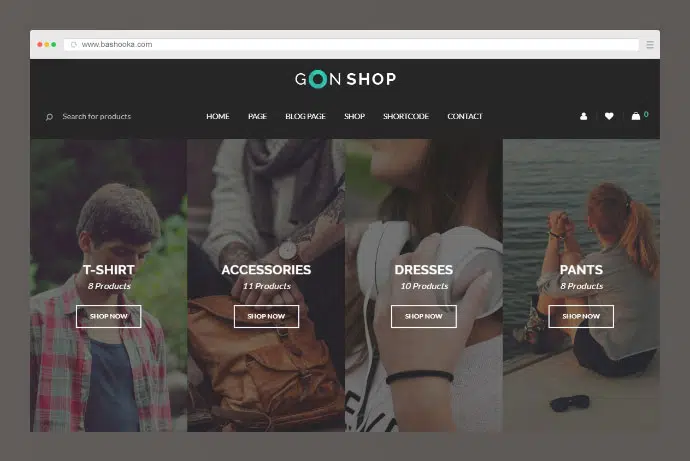 www.bashooka.com
GON SHOP
Search for products
HOME PAGE BLOG PAGE SHOP SHORTCODE CONTACT
0
T-SHIRT
8 Products
SHOP NOW
ACCESSORIES
11 Products
SHOP NOW
DRESSES
10 Products
SHOP NOW
PANTS
8 Products
SHOP NOW